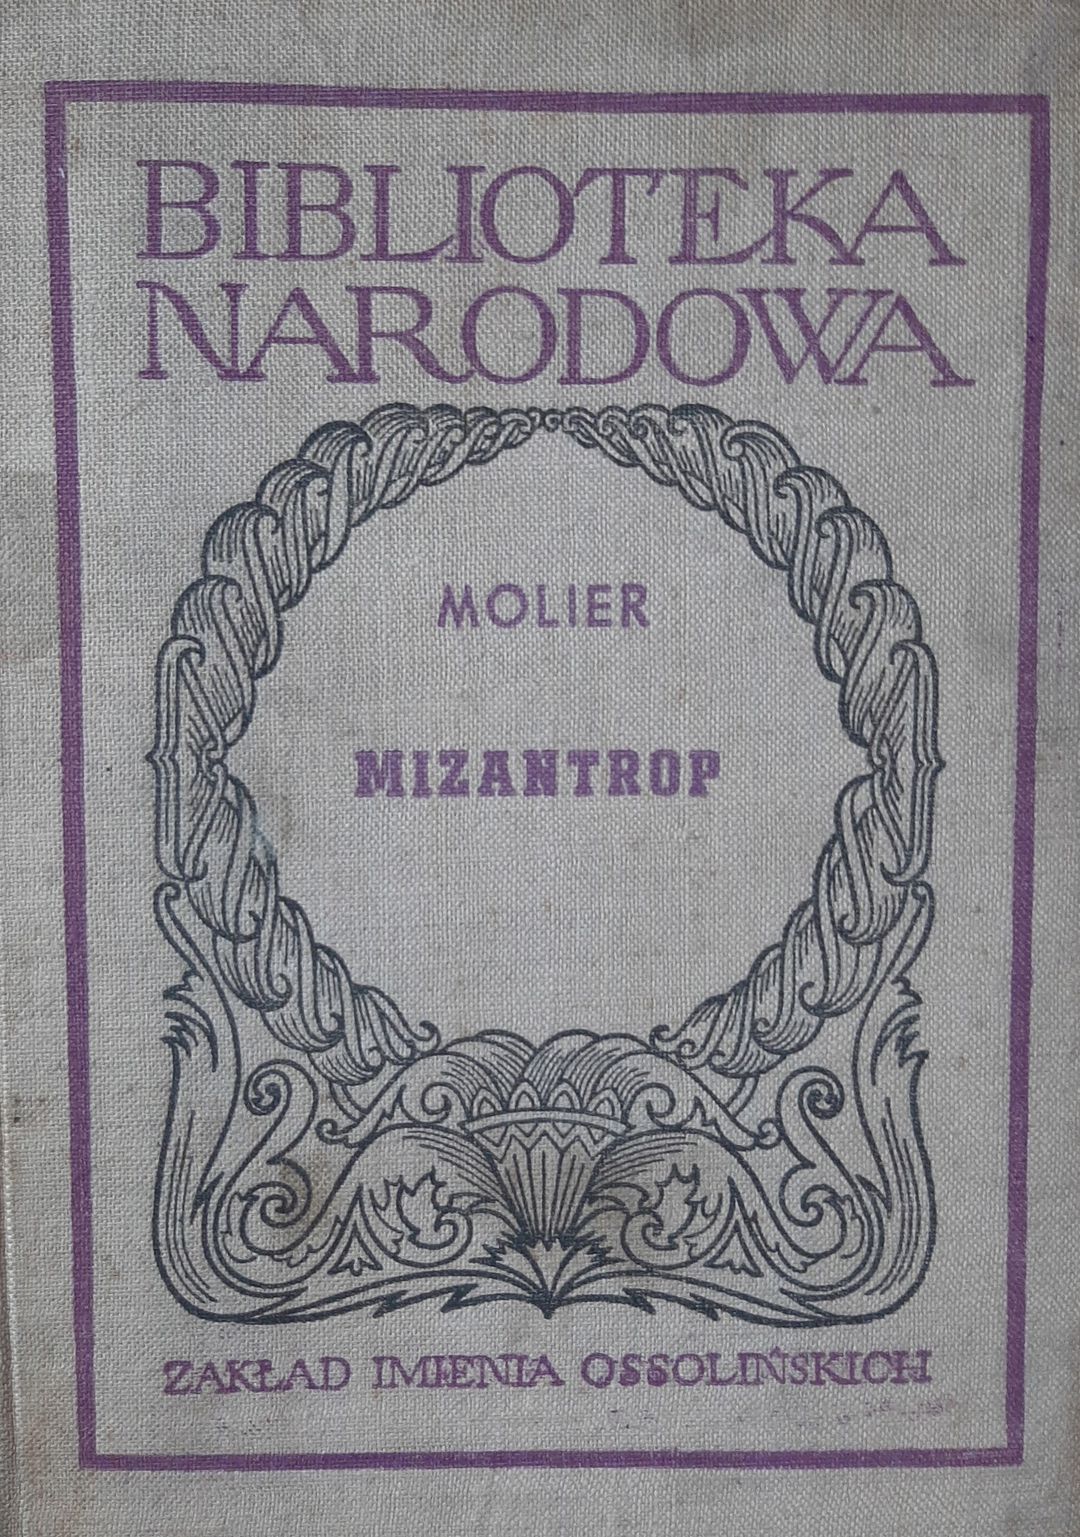 BIBLIOTEKA
NARODOWA
MOLIER
MIZANTROP
ZAKŁAD IMIENIA OSSOLIŃSKICH